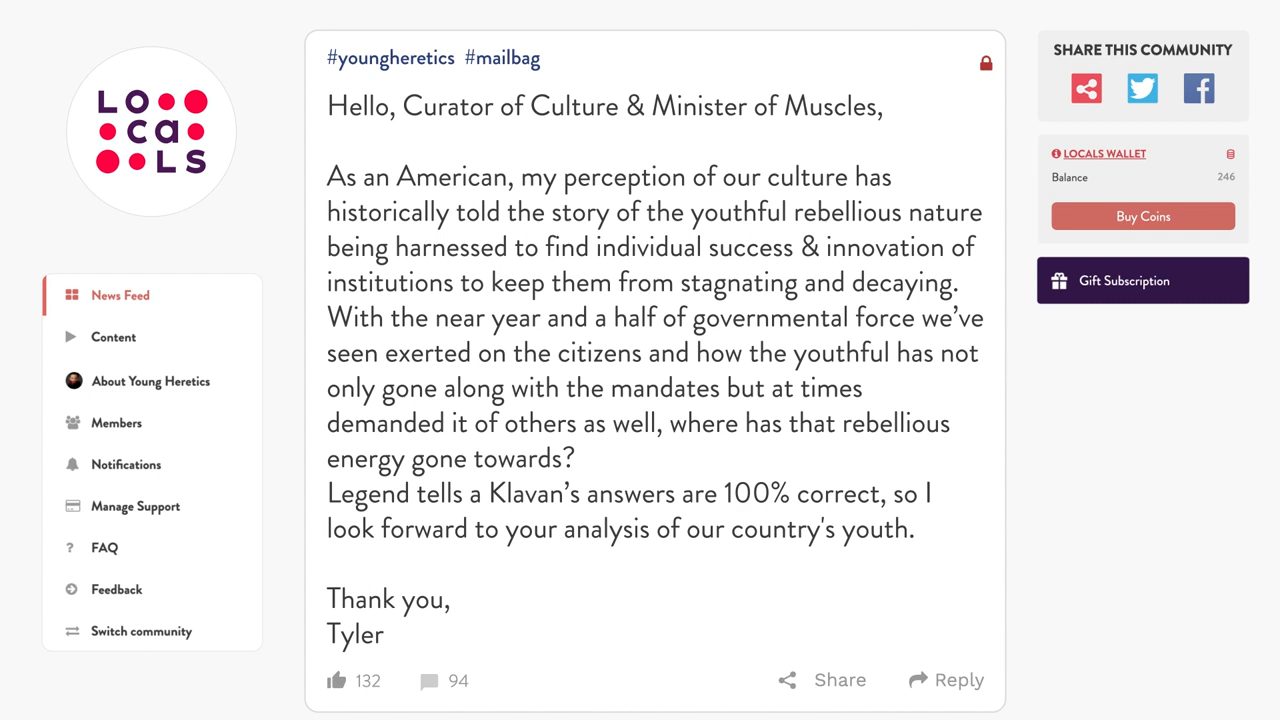 LOCALS
News Feed
Content
About Young Heretics
Members
Notifications
Manage Support
? FAQ
Feedback
Switch community
#youngheretics #mailbag
Hello, Curator of Culture & Minister of Muscles,
As an American, my perception of our culture has
historically told the story of the youthful rebellious nature
being harnessed to find individual success & innovation of
institutions to keep them from stagnating and decaying.
With the near year and a half of governmental force we’ve
seen exerted on the citizens and how the youthful has not
only gone along with the mandates but at times
demanded it of others as well, where has that rebellious
energy gone towards?
Legend tells a Klavan’s answers are 100% correct, so I
look forward to your analysis of our country's youth.
Thank you,
Tyler
132 94 Share Reply
SHARE THIS COMMUNITY
LOCALS WALLET
Balance 246
Buy Coins
Gift Subscription